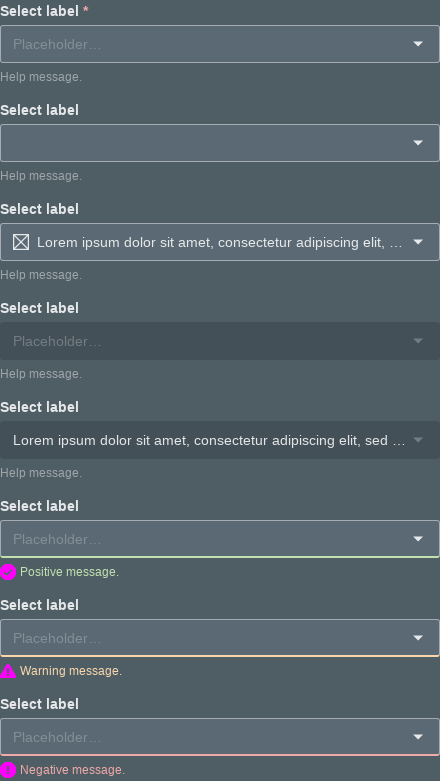 Select label *
Placeholder…
Help message.
Select label
Help message.
Select label
Lorem ipsum dolor sit amet, consectetur adipiscing elit, …
Help message.
Select label
Placeholder…
Help message.
Select label
Lorem ipsum dolor sit amet, consectetur adipiscing elit, sed …
Help message.
Select label
Placeholder…
Positive message.
Select label
Placeholder…
Warning message.
Select label
Placeholder…
Negative message.